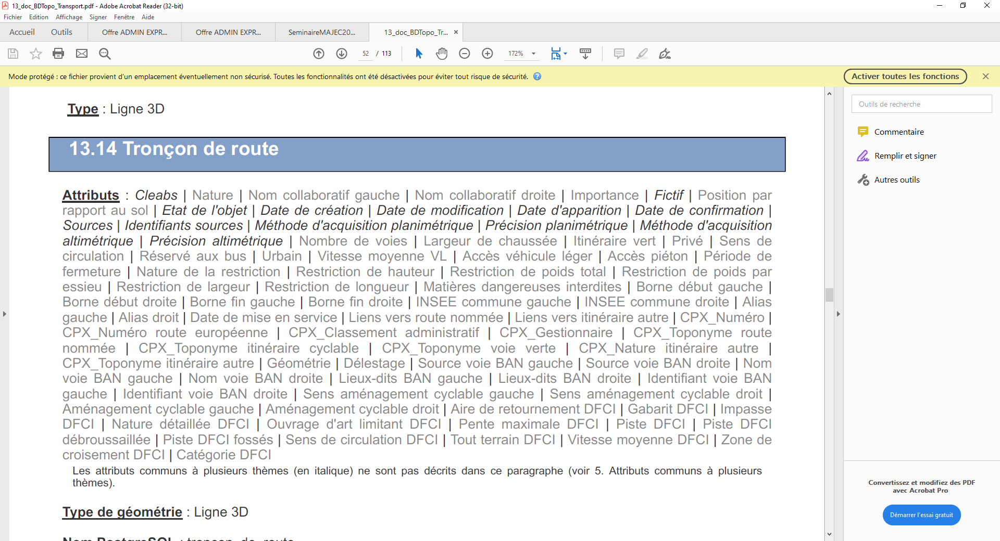 13_doc_BDTopo_Transport.pdf - Adobe Acrobat Reader (32-bit)
Fichier Edition Affichage Signer Fenêtre Aide
Accueil Outils Offre ADMIN EXPR... Offre ADMIN EXPR... SeminaireMAJEC20... 13_doc_BDTopo_Tr...
52 / 113 172%
Mode protégé : ce fichier provient d'un emplacement éventuellement non sécurisé. Toutes les fonctionnalités ont été désactivées pour éviter tout risque de sécurité. Activer toutes les fonctions
Type : Ligne 3D
13.14 Tronçon de route
Attributs : Cleabs | Nature | Nom collaboratif gauche | Nom collaboratif droite | Importance | Fictif | Position par
rapport au sol | Etat de l'objet | Date de création | Date de modification | Date d'apparition | Date de confirmation |
Sources | Identifiants sources | Méthode d'acquisition planimétrique | Précision planimétrique | Méthode d'acquisition
altimétrique | Précision altimétrique | Nombre de voies | Largeur de chaussée | Itinéraire vert | Privé | Sens de
circulation | Réservé aux bus | Urbain | Vitesse moyenne VL | Accès véhicule léger | Accès piéton | Période de
fermeture | Nature de la restriction | Restriction de hauteur | Restriction de poids total | Restriction de poids par
essieu | Restriction de largeur | Restriction de longueur | Matières dangereuses interdites | Borne début gauche |
Borne début droite | Borne fin gauche | Borne fin droite | INSEE commune gauche | INSEE commune droite | Alias
gauche | Alias droit | Date de mise en service | Liens vers route nommée | Liens vers itinéraire autre | CPX_Numéro |
CPX_Numéro route européenne | CPX_Classement administratif | CPX_Gestionnaire | CPX_Toponyme route
nommée | CPX_Toponyme itinéraire cyclable | CPX_Toponyme voie verte | CPX_Nature itinéraire autre |
CPX_Toponyme itinéraire autre | Géométrie | Délestage | Source voie BAN gauche | Source voie BAN droite | Nom
voie BAN gauche | Nom voie BAN droite | Lieux-dits BAN gauche | Lieux-dits BAN droite | Identifiant voie BAN
gauche | Identifiant voie BAN droite | Sens aménagement cyclable gauche | Sens aménagement cyclable droit |
Aménagement cyclable gauche | Aménagement cyclable droit | Aire de retournement DFCI | Gabarit DFCI | Impasse
DFCI | Nature détaillée DFCI | Ouvrage d'art limitant DFCI | Pente maximale DFCI | Piste DFCI | Piste DFCI
débroussaillée | Piste DFCI fossés | Sens de circulation DFCI | Tout terrain DFCI | Vitesse moyenne DFCI | Zone de
croisement DFCI | Catégorie DFCI
Les attributs communs à plusieurs thèmes (en italique) ne sont pas décrits dans ce paragraphe (voir 5. Attributs communs à plusieurs
thèmes).
Type de géométrie : Ligne 3D
Nom PostgreSQL : troncon_de_route
Outils de recherche
Commentaire
Remplir et signer
Autres outils
Convertissez et modifiez des PDF
avec Acrobat Pro
Démarrer l'essai gratuit